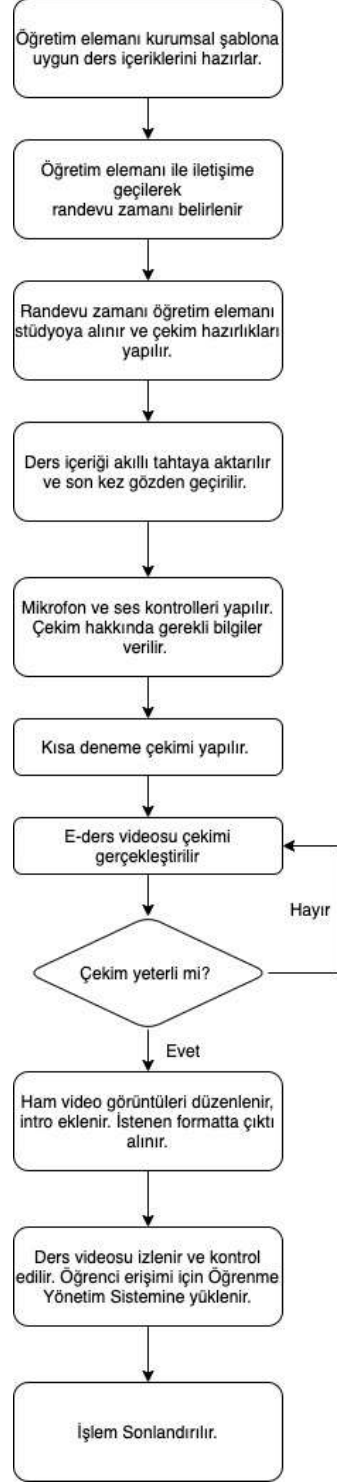 Öğretim elemanı kurumsal şablona
uygun ders içeriklerini hazırlar.
Öğretim elemanı ile iletişime
geçilerek
randevu zamanı belirlenir
Randevu zamanı öğretim elemanı
stüdyoya alınır ve çekim hazırlıkları
yapılır.
Ders içeriği akıllı tahtaya aktarılır
ve son kez gözden geçirilir.
Mikrofon ve ses kontrolleri yapılır.
Çekim hakkında gerekli bilgiler
verilir.
Kısa deneme çekimi yapılır.
E-ders videosu çekimi
gerçekleştirilir
Hayır
Çekim yeterli mi?
Evet
Ham video görüntüleri düzenlenir,
intro eklenir. İstenen formatta çıktı
alınır.
Ders videosu izlenir ve kontrol
edilir. Öğrenci erişimi için Öğrenme
Yönetim Sistemine yüklenir.
İşlem Sonlandırılır.